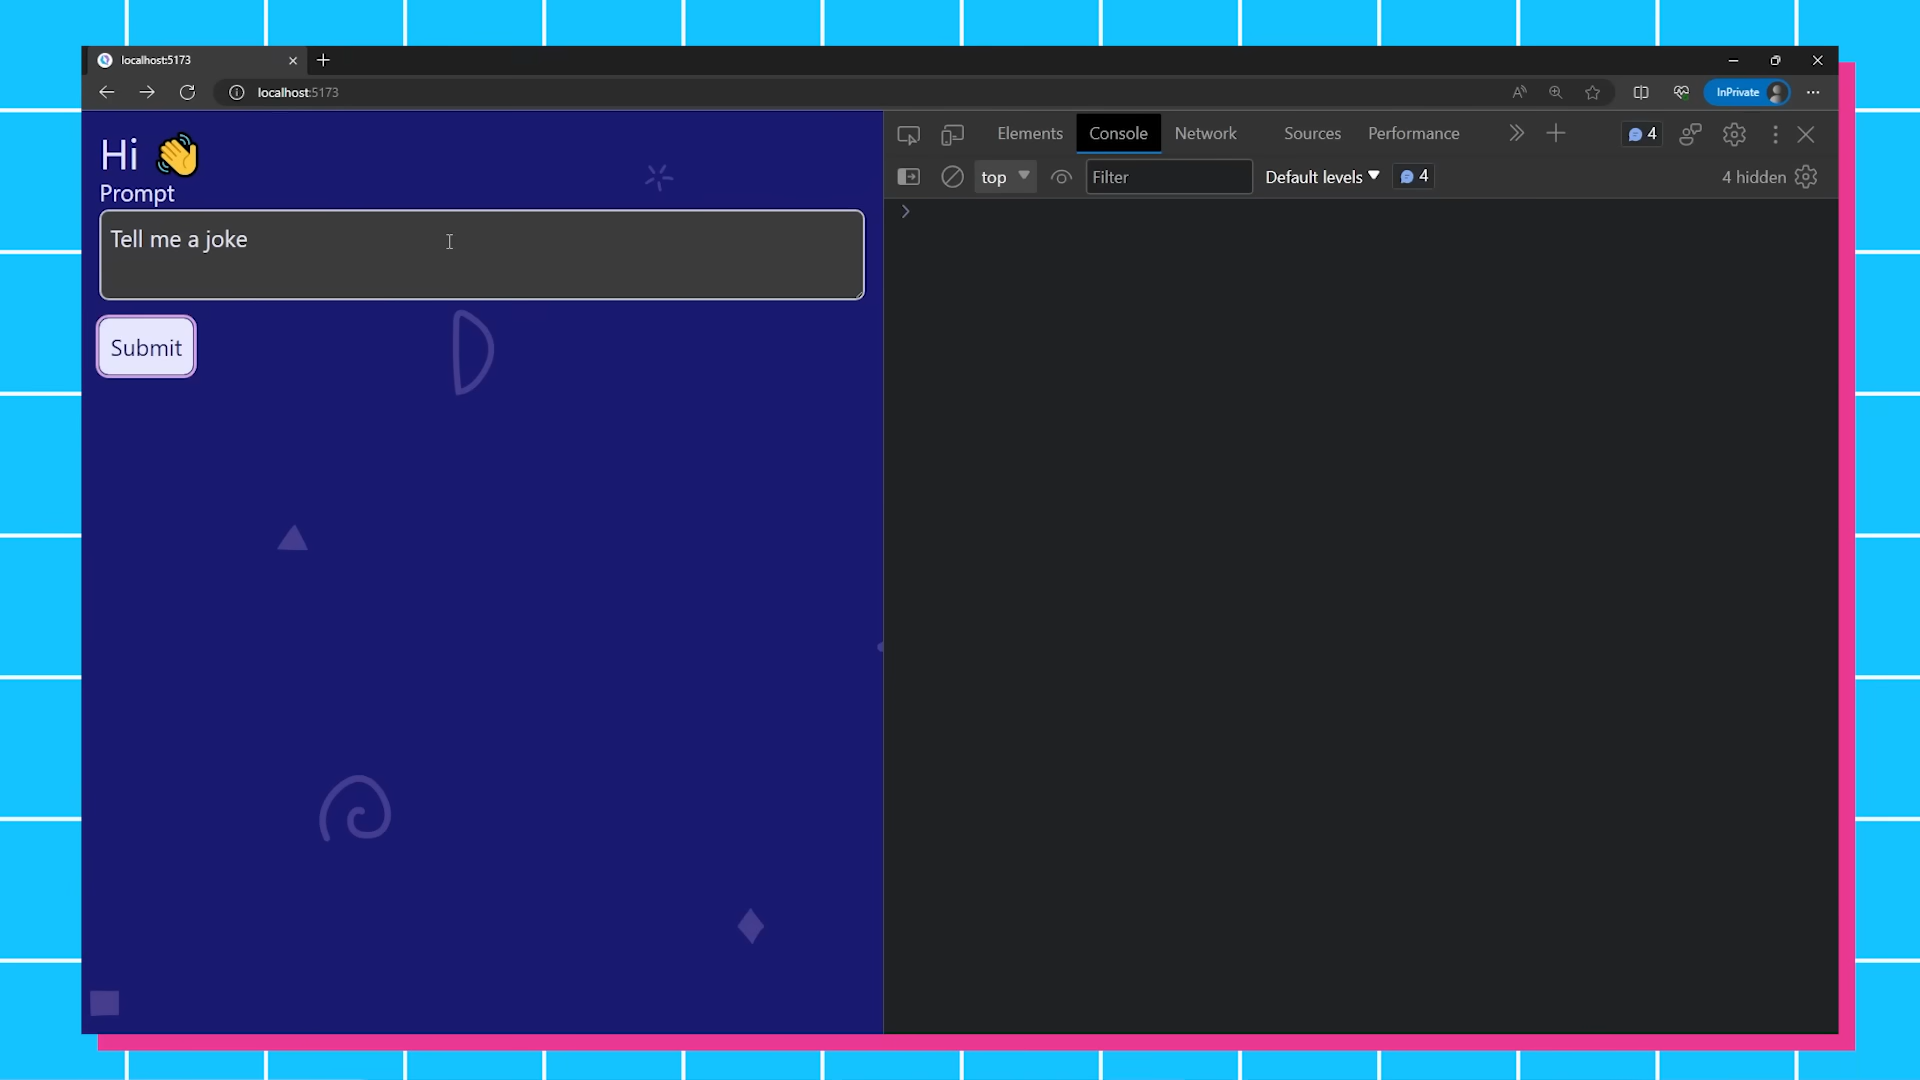 localhost:5173
localhost:5173
InPrivate
Hi 👋
Prompt
Tell me a joke
Submit
Elements Console Network Sources Performance 4
top Filter Default levels 4 4 hidden